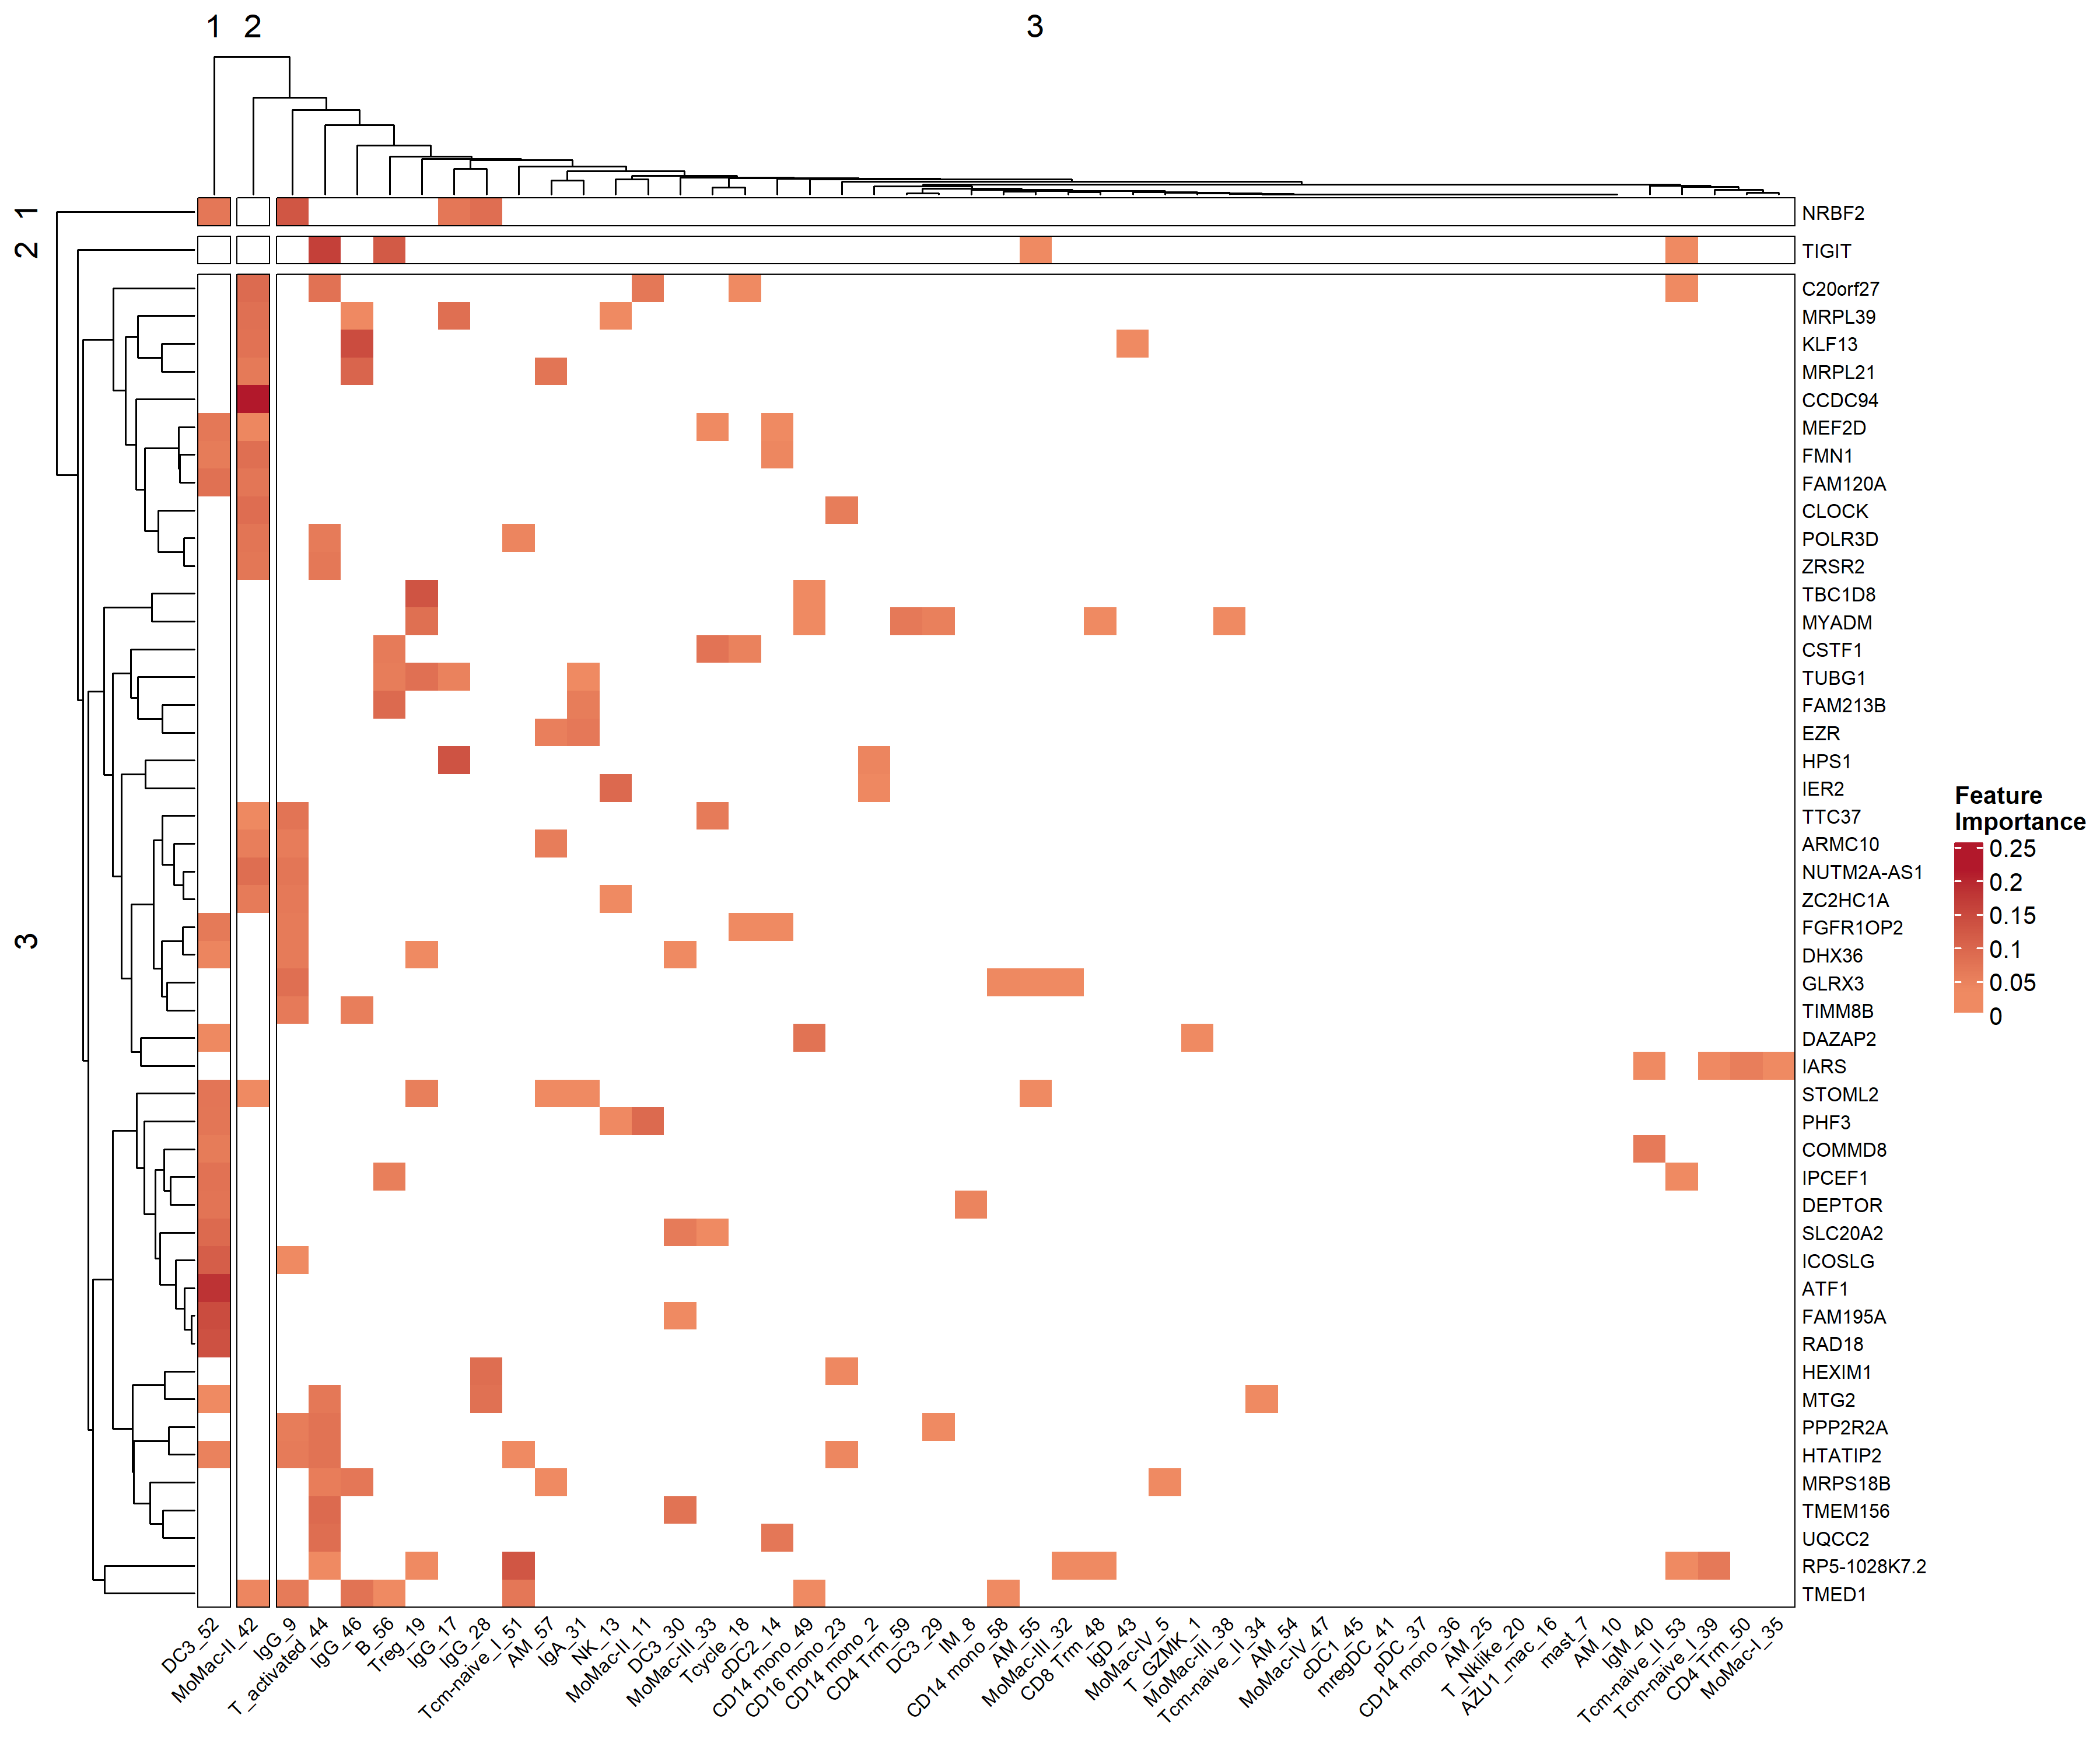 1 2 3
1
2
3
NRBF2
TIGIT
C20orf27
MRPL39
KLF13
MRPL21
CCDC94
MEF2D
FMN1
FAM120A
CLOCK
POLR3D
ZRSR2
TBC1D8
MYADM
CSTF1
TUBG1
FAM213B
EZR
HPS1
IER2
TTC37
ARMC10
NUTM2A-AS1
ZC2HC1A
FGFR1OP2
DHX36
GLRX3
TIMM8B
DAZAP2
IARS
STOML2
PHF3
COMMD8
IPCEF1
DEPTOR
SLC20A2
ICOSLG
ATF1
FAM195A
RAD18
HEXIM1
MTG2
PPP2R2A
HTATIP2
MRPS18B
TMEM156
UQCC2
RP5-1028K7.2
TMED1
Feature
Importance
0.25
0.2
0.15
0.1
0.05
0
DC3_52
MoMac-II_42
IgG_9
T_activated_44
IgG_46
B_56
Treg_19
IgG_17
IgG_28
Tcm-naive_I_51
AM_57
IgA_31
NK_13
MoMac-II_11
DC3_30
MoMac-III_33
Tcycle_18
cDC2_14
CD14 mono_49
CD16 mono_23
CD14 mono_2
CD4 Trm_59
DC3_29
IM_8
CD14 mono_58
AM_55
MoMac-III_32
CD8 Trm_48
IgD_43
MoMac-IV_5
T_GZMK_1
MoMac-III_38
Tcm-naive_II_34
AM_54
MoMac-IV_47
cDC1_45
mregDC_41
pDC_37
CD14 mono_36
AM_25
T_Nklike_20
AZU1_mac_16
mast_7
AM_10
IgM_40
Tcm-naive_II_53
Tcm-naive_I_39
CD4 Trm_50
MoMac-I_35